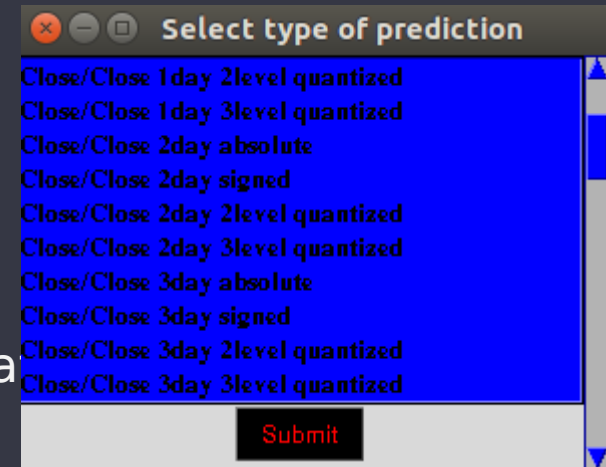 Select type of prediction
Close/Close 1day 2level quantized
Close/Close 1day 3level quantized
Close/Close 2day absolute
Close/Close 2day signed
Close/Close 2day 2level quantized
Close/Close 2day 3level quantized
Close/Close 3day absolute
Close/Close 3day signed
Close/Close 3day 2level quantized
Close/Close 3day 3level quantized
Submit